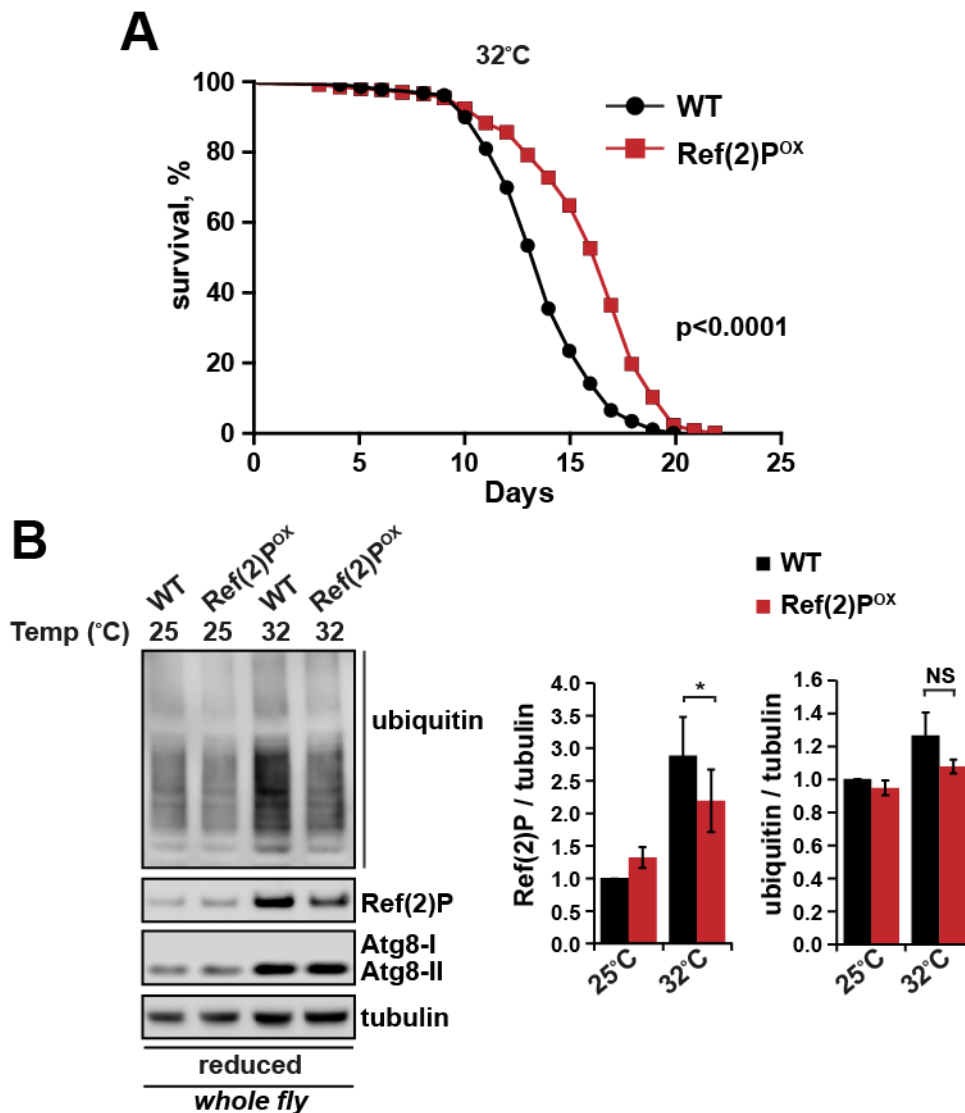 A
32°C
100
80
60
40
20
0
survival, %
WT
Ref(2)P^OX
p<0.0001
0 5 10 15 20 25
Days
B
WT Ref(2)P^OX WT Ref(2)P^OX
Temp (°C) 25 25 32 32
ubiquitin
Ref(2)P
Atg8-I
Atg8-II
tubulin
reduced
whole fly
WT
Ref(2)P^OX
Ref(2)P / tubulin
4.0
3.5
3.0
2.5
2.0
1.5
1.0
0.5
0.0
*
25°C 32°C
ubiquitin / tubulin
1.6
1.4
1.2
1.0
0.8
0.6
0.4
0.2
0.0
NS
25°C 32°C